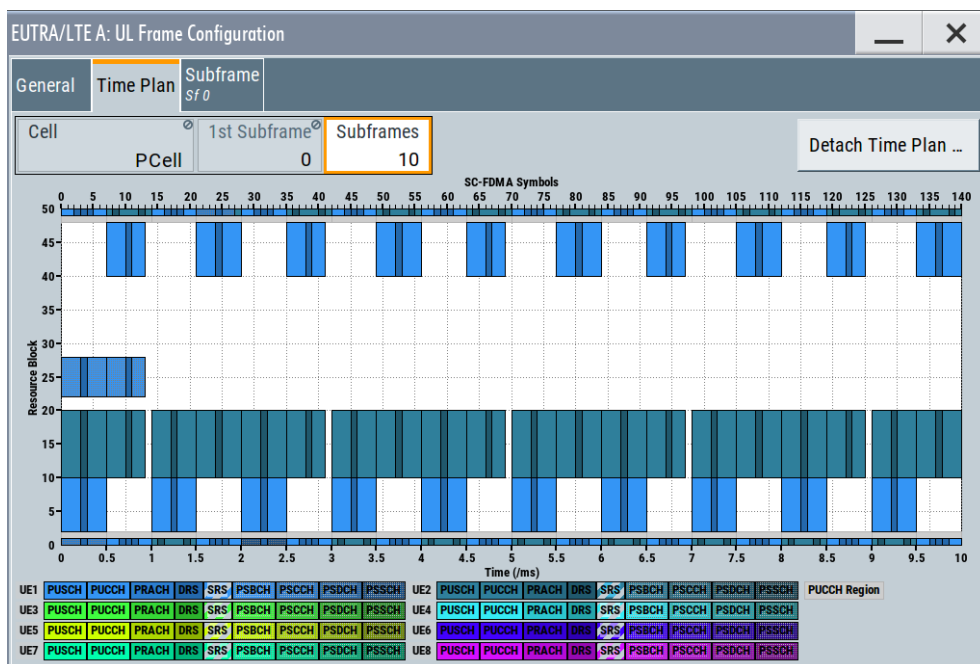 EUTRA/LTE A: UL Frame Configuration
General Time Plan Subframe
Sf 0
Cell 1st Subframe Subframes
PCell 0 10
Detach Time Plan ...
SC-FDMA Symbols
0 5 10 15 20 25 30 35 40 45 50 55 60 65 70 75 80 85 90 95 100 105 110 115 120 125 130 135 140
50
45
40
35
30
25
20
15
10
5
0
Resource Block
0 0.5 1 1.5 2 2.5 3 3.5 4 4.5 5 5.5 6 6.5 7 7.5 8 8.5 9 9.5 10
Time (/ms)
UE1 PUSCH PUCCH PRACH DRS SRS PSBCH PSCCH PSDCH PSSCH UE2 PUSCH PUCCH PRACH DRS SRS PSBCH PSCCH PSDCH PSSCH PUCCH Region
UE3 PUSCH PUCCH PRACH DRS SRS PSBCH PSCCH PSDCH PSSCH UE4 PUSCH PUCCH PRACH DRS SRS PSBCH PSCCH PSDCH PSSCH
UE5 PUSCH PUCCH PRACH DRS SRS PSBCH PSCCH PSDCH PSSCH UE6 PUSCH PUCCH PRACH DRS SRS PSBCH PSCCH PSDCH PSSCH
UE7 PUSCH PUCCH PRACH DRS SRS PSBCH PSCCH PSDCH PSSCH UE8 PUSCH PUCCH PRACH DRS SRS PSBCH PSCCH PSDCH PSSCH